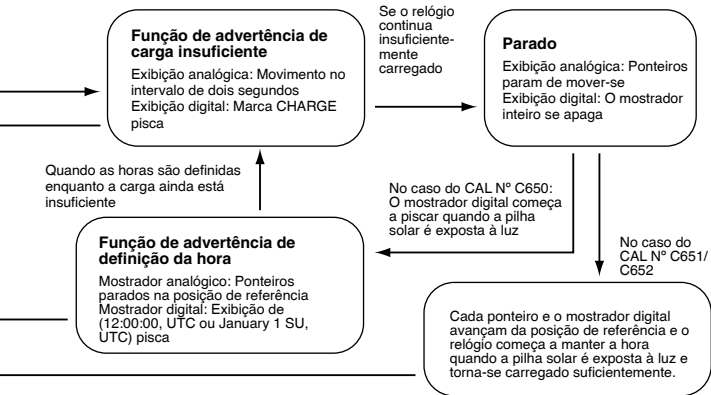 Função de advertência de
carga insuficiente
Exibição analógica: Movimento no
intervalo de dois segundos
Exibição digital: Marca CHARGE
pisca
Se o relógio
continua
insuficiente-
mente
carregado
Parado
Exibição analógica: Ponteiros
param de mover-se
Exibição digital: O mostrador
inteiro se apaga
Quando as horas são definidas
enquanto a carga ainda está
insuficiente
No caso do CAL Nº C650:
O mostrador digital começa
a piscar quando a pilha
solar é exposta à luz
No caso do
CAL Nº C651/
C652
Função de advertência de
definição da hora
Mostrador analógico: Ponteiros
parados na posição de referência
Mostrador digital: Exibição de
(12:00:00, UTC ou January 1 SU,
UTC) pisca
Cada ponteiro e o mostrador digital
avançam da posição de referência e o
relógio começa a manter a hora
quando a pilha solar é exposta à luz e
torna-se carregado suficientemente.